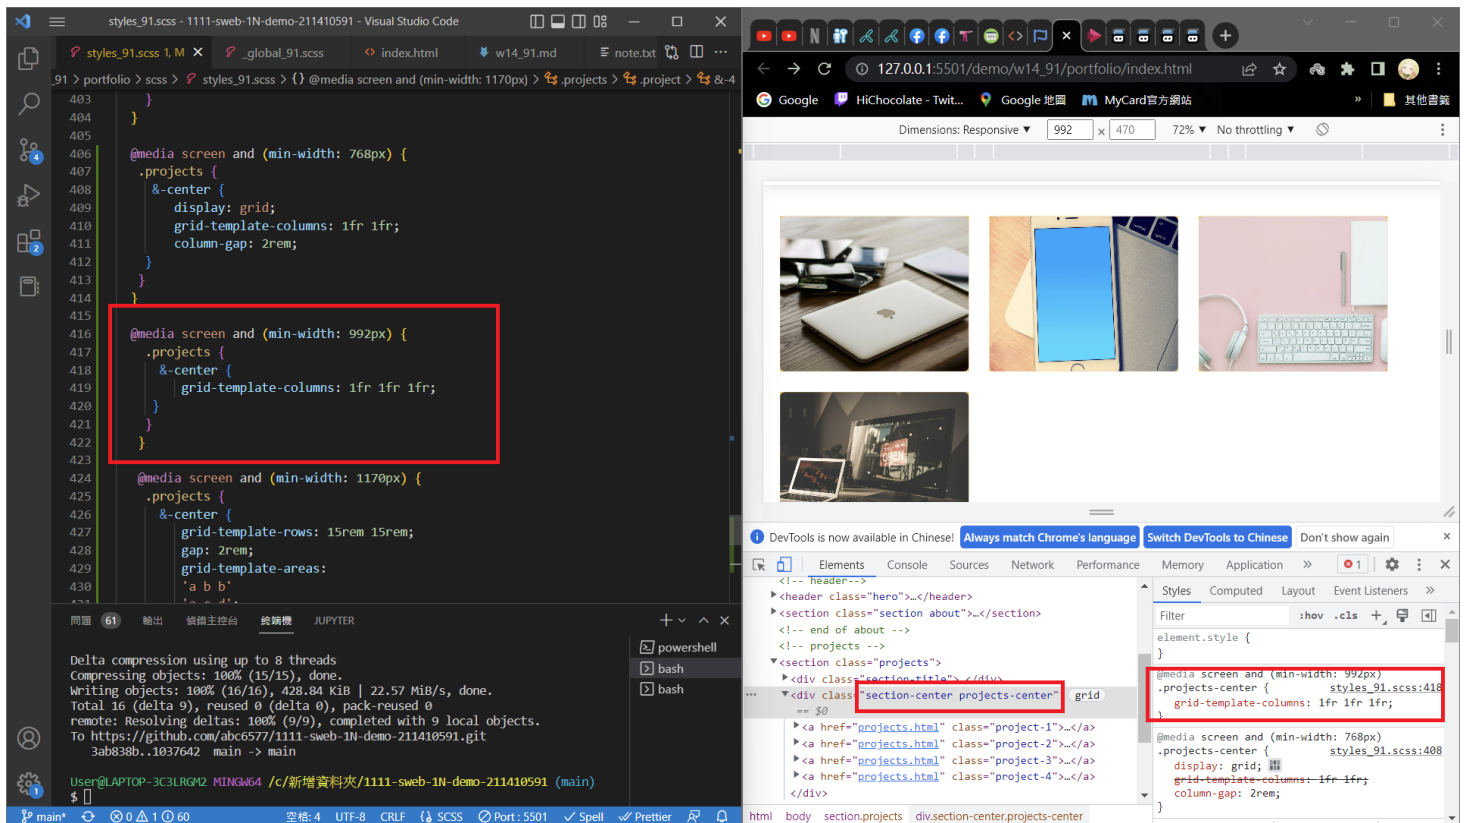 styles_91.scss - 1111-sweb-1N-demo-211410591 - Visual Studio Code
styles_91.scss 1, M
_global_91.scss
index.html
w14_91.md
note.txt
_91 > portfolio > scss > styles_91.scss > {} @media screen and (min-width: 1170px) > .projects > .project > &-4
403 }
404 }
405
406 @media screen and (min-width: 768px) {
407 .projects {
408 &-center {
409 display: grid;
410 grid-template-columns: 1fr 1fr;
411 column-gap: 2rem;
412 }
413 }
414 }
415
416 @media screen and (min-width: 992px) {
417 .projects {
418 &-center {
419 grid-template-columns: 1fr 1fr 1fr;
420 }
421 }
422 }
423
424 @media screen and (min-width: 1170px) {
425 .projects {
426 &-center {
427 grid-template-rows: 15rem 15rem;
428 gap: 2rem;
429 grid-template-areas:
430 'a b b'
431 'a c d';
4
2
1
問題 61 輸出 偵錯主控台 終端機 JUPYTER
powershell
bash
bash
Delta compression using up to 8 threads
Compressing objects: 100% (15/15), done.
Writing objects: 100% (16/16), 428.84 KiB | 22.57 MiB/s, done.
Total 16 (delta 9), reused 0 (delta 0), pack-reused 0
remote: Resolving deltas: 100% (9/9), completed with 9 local objects.
To https://github.com/abc6577/1111-sweb-1N-demo-211410591.git
3ab838b..1037642 main -> main
User@LAPTOP-3C3LRGM2 MINGW64 /c/新增資料夾/1111-sweb-1N-demo-211410591 (main)
$
main* 0 1 60 空格: 4 UTF-8 CRLF {} SCSS Port : 5501 Spell Prettier
127.0.0.1:5501/demo/w14_91/portfolio/index.html
Google HiChocolate - Twit... Google 地圖 MyCard官方網站 » 其他書籤
Dimensions: Responsive ▼ 992 × 470 72% ▼ No throttling ▼
OPEN
DevTools is now available in Chinese! Always match Chrome's language Switch DevTools to Chinese Don't show again
Elements Console Sources Network Performance Memory Application » 1
<!-- header-->
<header class="hero">…</header>
<section class="section about">…</section>
<!-- end of about -->
<!-- projects -->
<section class="projects">
<div class="section-title">…</div>
<div class="section-center projects-center" grid
== $0
<a href="projects.html" class="project-1">…</a>
<a href="projects.html" class="project-2">…</a>
<a href="projects.html" class="project-3">…</a>
<a href="projects.html" class="project-4">…</a>
</div>
html body section.projects div.section-center.projects-center
Styles Computed Layout Event Listeners »
Filter :hov .cls
element.style {
}
@media screen and (min-width: 992px)
.projects-center { styles_91.scss:418
grid-template-columns: 1fr 1fr 1fr;
}
@media screen and (min-width: 768px)
.projects-center { styles_91.scss:408
display: grid;
grid-template-columns: 1fr 1fr;
column-gap: 2rem;
}